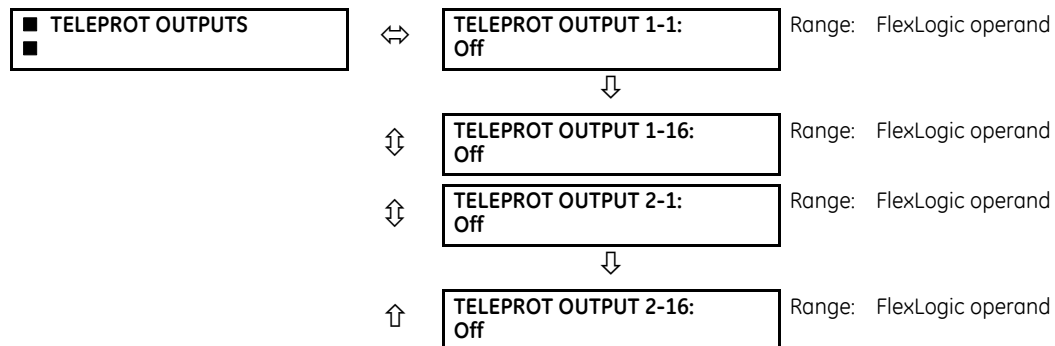 ■ TELEPROT OUTPUTS
■
TELEPROT OUTPUT 1-1:
Off
Range: FlexLogic operand
TELEPROT OUTPUT 1-16:
Off
Range: FlexLogic operand
TELEPROT OUTPUT 2-1:
Off
Range: FlexLogic operand
TELEPROT OUTPUT 2-16:
Off
Range: FlexLogic operand